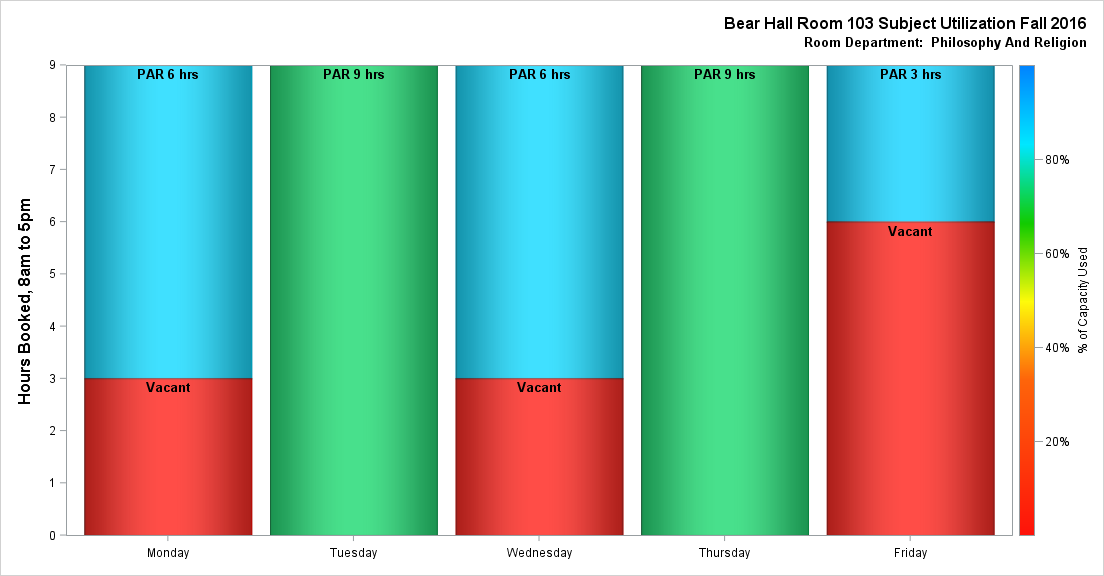 Bear Hall Room 103 Subject Utilization Fall 2016
Room Department:  Philosophy And Religion
Hours Booked, 8am to 5pm
9
8
7
6
5
4
3
2
1
0
PAR 6 hrs
Vacant
PAR 9 hrs
PAR 6 hrs
Vacant
PAR 9 hrs
PAR 3 hrs
Vacant
Monday
Tuesday
Wednesday
Thursday
Friday
80%
60%
40%
20%
% of Capacity Used